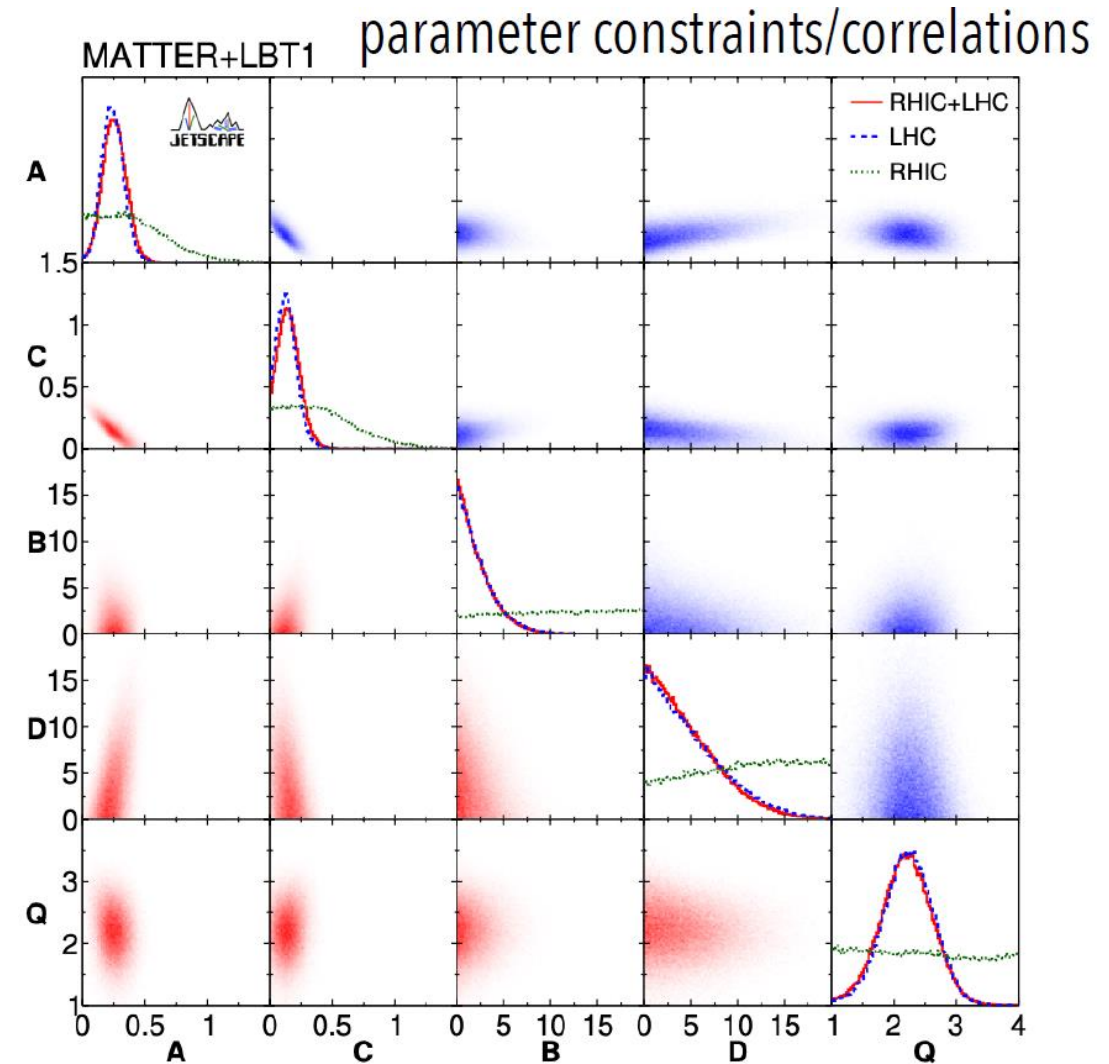 parameter constraints/correlations
MATTER+LBT1
JETSCAPE
RHIC+LHC
LHC
RHIC
A
1.5
1
C
0.5
0
15
B10
5
0
15
D10
5
0
3
Q
2
1
0 0.5 1 0 0.5 1 0 5 10 15 0 5 10 15 1 2 3 4
A C B D Q